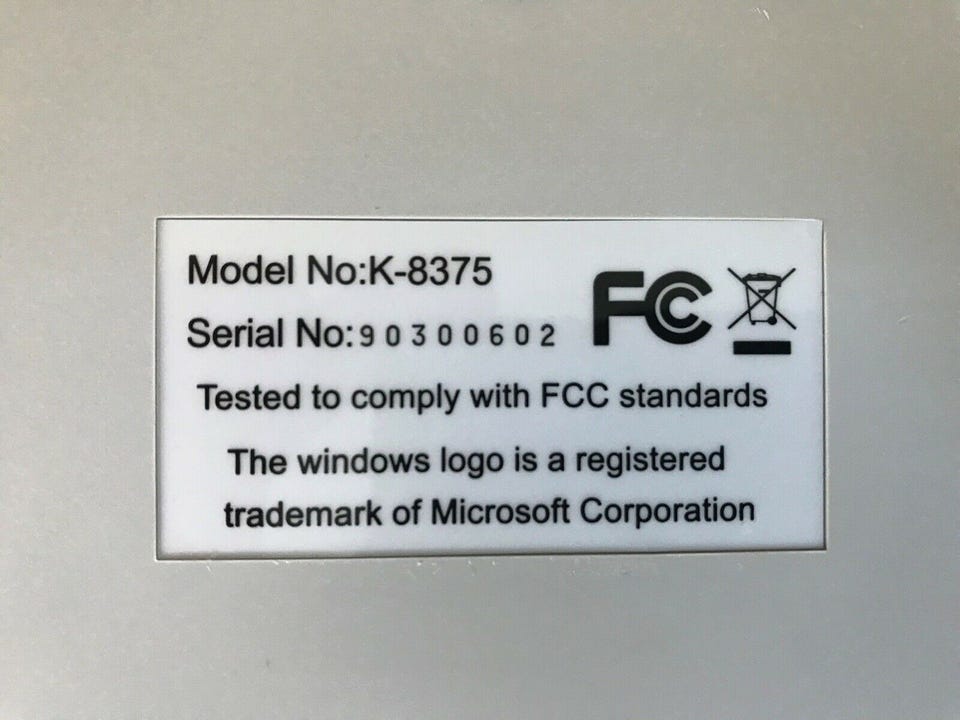 Model No:K-8375
Serial No:90300602
FC
Tested to comply with FCC standards
The windows logo is a registered
trademark of Microsoft Corporation